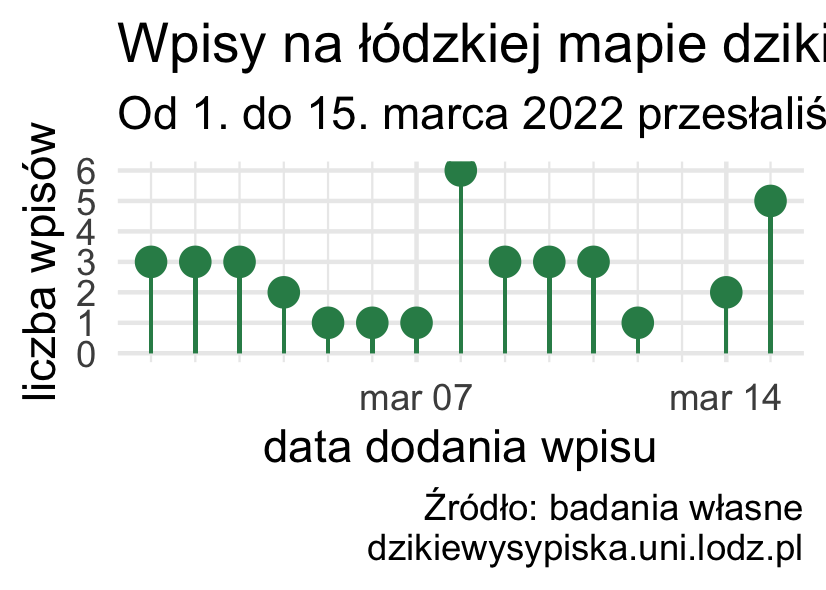 Wpisy na łódzkiej mapie dziki
Od 1. do 15. marca 2022 przesłaliś
liczba wpisów
6
5
4
3
2
1
0
mar 07 mar 14
data dodania wpisu
Źródło: badania własne
dzikiewysypiska.uni.lodz.pl